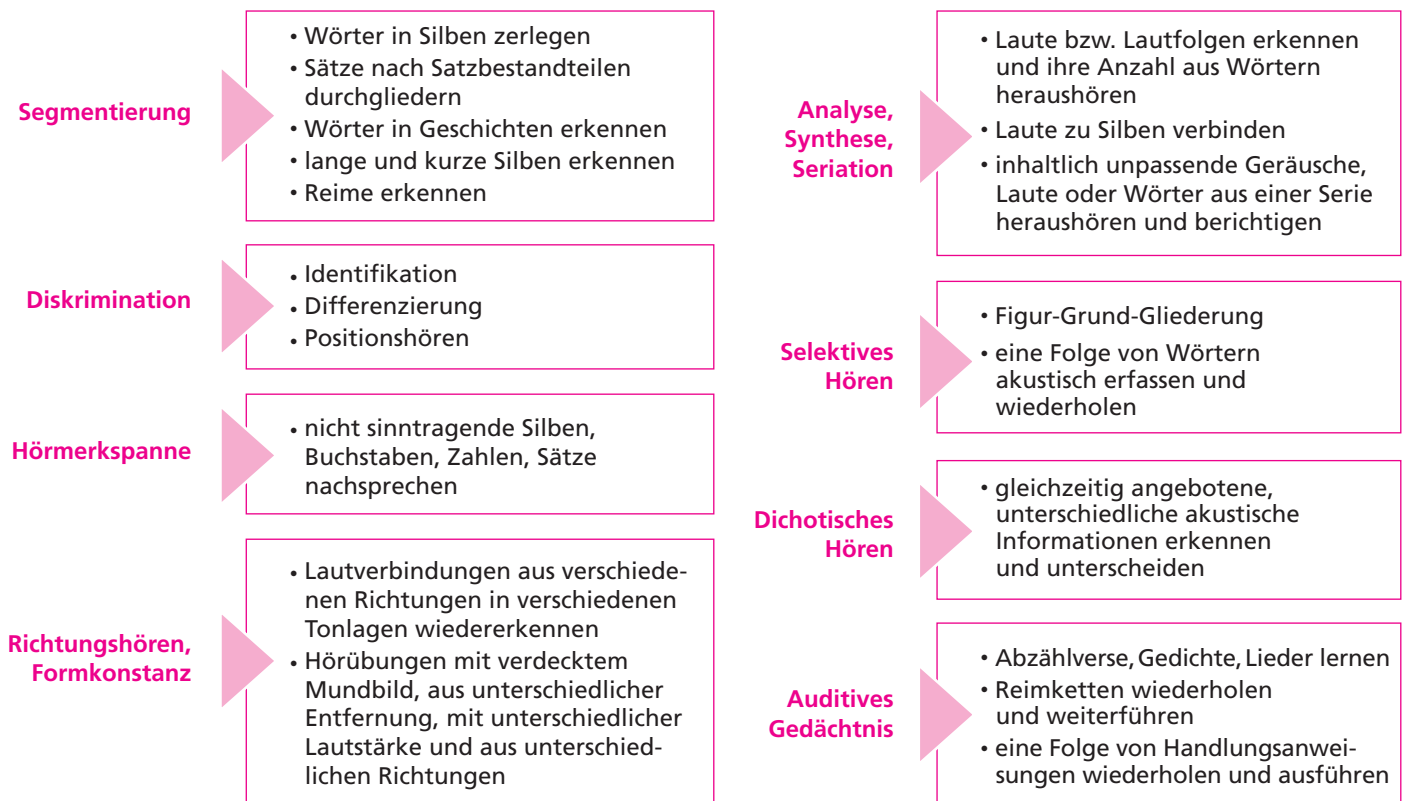 Segmentierung
• Wörter in Silben zerlegen
• Sätze nach Satzbestandteilen
durchgliedern
• Wörter in Geschichten erkennen
• lange und kurze Silben erkennen
• Reime erkennen
Diskrimination
• Identifikation
• Differenzierung
• Positionshören
Hörmerkspanne
• nicht sinntragende Silben,
Buchstaben, Zahlen, Sätze
nachsprechen
Richtungshören,
Formkonstanz
• Lautverbindungen aus verschiede-
nen Richtungen in verschiedenen
Tonlagen wiedererkennen
• Hörübungen mit verdecktem
Mundbild, aus unterschiedlicher
Entfernung, mit unterschiedlicher
Lautstärke und aus unterschied-
lichen Richtungen
Analyse,
Synthese,
Seriation
• Laute bzw. Lautfolgen erkennen
und ihre Anzahl aus Wörtern
heraushören
• Laute zu Silben verbinden
• inhaltlich unpassende Geräusche,
Laute oder Wörter aus einer Serie
heraushören und berichtigen
Selektives
Hören
• Figur-Grund-Gliederung
• eine Folge von Wörtern
akustisch erfassen und
wiederholen
Dichotisches
Hören
• gleichzeitig angebotene,
unterschiedliche akustische
Informationen erkennen
und unterscheiden
Auditives
Gedächtnis
• Abzählverse, Gedichte, Lieder lernen
• Reimketten wiederholen
und weiterführen
• eine Folge von Handlungsanwei-
sungen wiederholen und ausführen